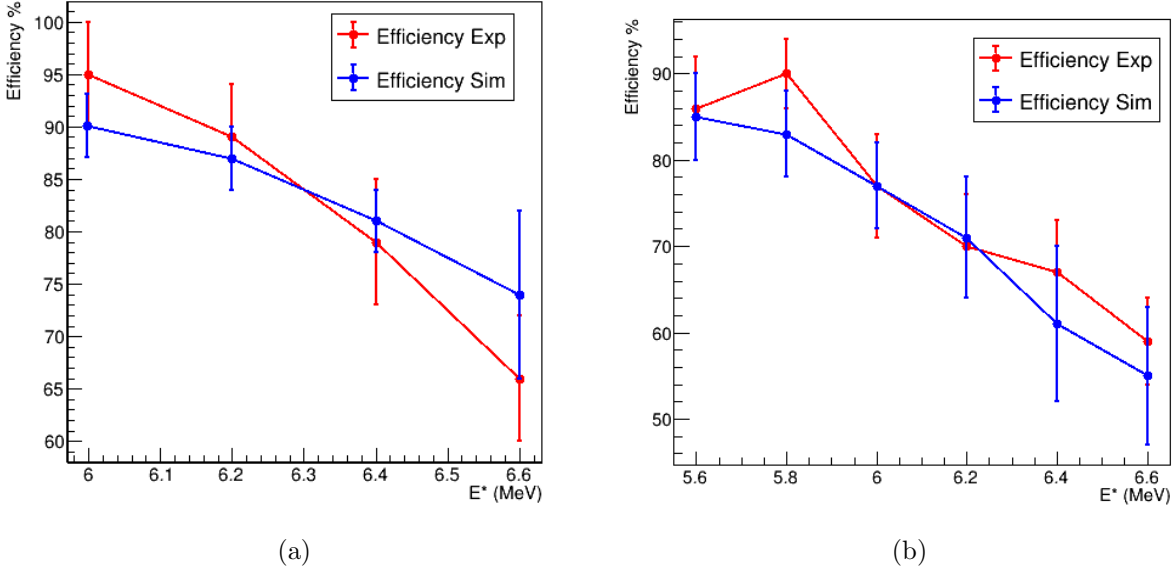 Efficiency %
100
95
90
85
80
75
70
65
60
Efficiency Exp
Efficiency Sim
6 6.1 6.2 6.3 6.4 6.5 6.6
E* (MeV)
(a)
Efficiency %
90
80
70
60
50
Efficiency Exp
Efficiency Sim
5.6 5.8 6 6.2 6.4 6.6
E* (MeV)
(b)